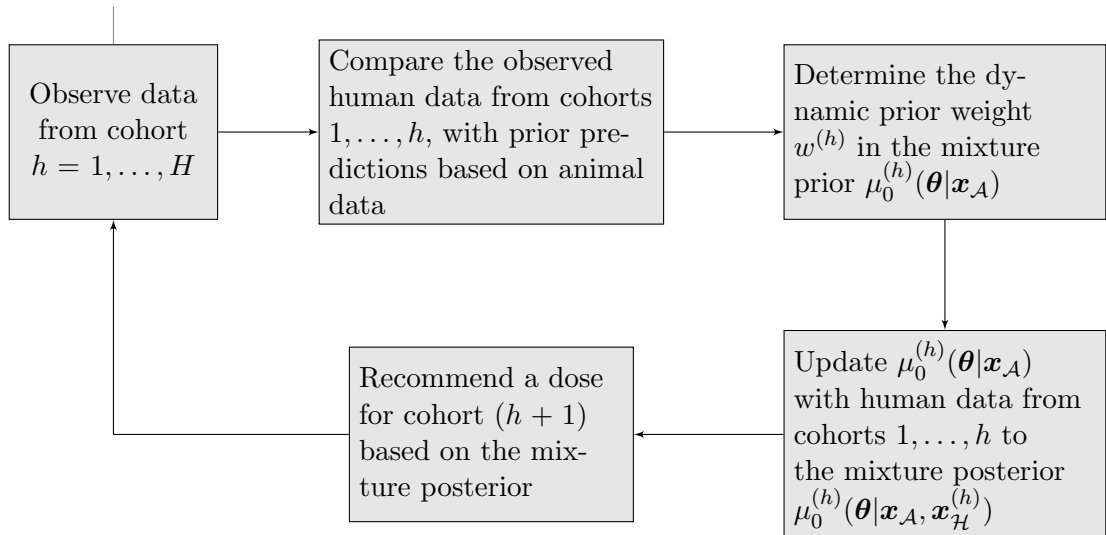 Observe data
from cohort
h = 1, . . . , H
Compare the observed
human data from cohorts
1, . . . , h, with prior pre-
dictions based on animal
data
Determine the dy-
namic prior weight
w^{(h)} in the mixture
prior μ_0^{(h)}(θ|x_𝒜)
Update μ_0^{(h)}(θ|x_𝒜)
with human data from
cohorts 1, . . . , h to
the mixture posterior
μ_0^{(h)}(θ|x_𝒜, x_ℋ^{(h)})
Recommend a dose
for cohort (h + 1)
based on the mix-
ture posterior